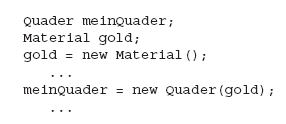 Quader meinQuader;
Material gold;
gold = new Material();
...
meinQuader = new Quader(gold);
...